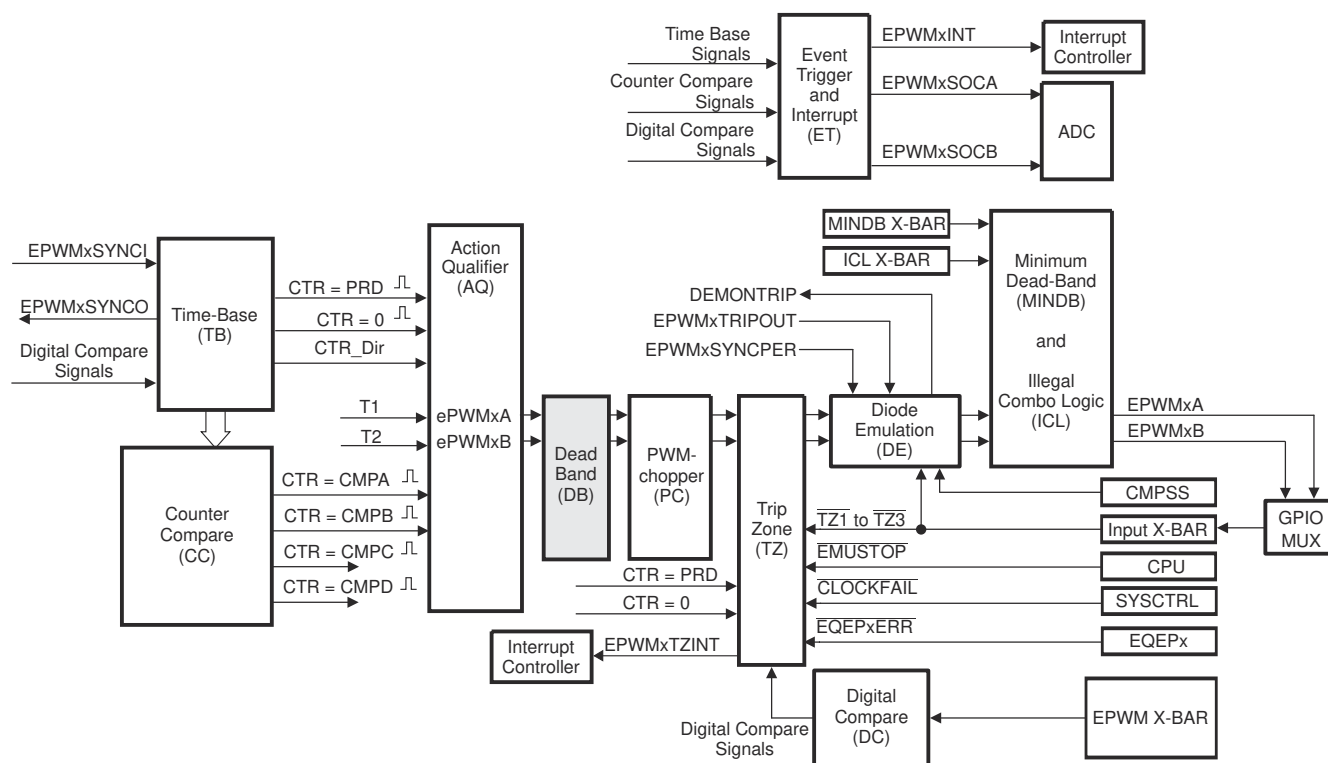 Time Base
Signals
Counter Compare
Signals
Digital Compare
Signals
Event
Trigger
and
Interrupt
(ET)
EPWMxINT
EPWMxSOCA
EPWMxSOCB
Interrupt
Controller
ADC
EPWMxSYNCI
EPWMxSYNCO
Digital Compare
Signals
Time-Base
(TB)
CTR = PRD
CTR = 0
CTR_Dir
Action
Qualifier
(AQ)
T1
T2
ePWMxA
ePWMxB
Counter
Compare
(CC)
CTR = CMPA
CTR = CMPB
CTR = CMPC
CTR = CMPD
Dead
Band
(DB)
PWM-
chopper
(PC)
CTR = PRD
CTR = 0
Interrupt
Controller
EPWMxTZINT
Trip
Zone
(TZ)
MINDB X-BAR
ICL X-BAR
DEMONTRIP
EPWMxTRIPOUT
EPWMxSYNCPER
Diode
Emulation
(DE)
Minimum
Dead-Band
(MINDB)
and
Illegal
Combo Logic
(ICL)
EPWMxA
EPWMxB
TZ1 to TZ3
EMUSTOP
CLOCKFAIL
EQEPxERR
CMPSS
Input X-BAR
CPU
SYSCTRL
EQEPx
GPIO
MUX
Digital Compare
Signals
Digital
Compare
(DC)
EPWM X-BAR